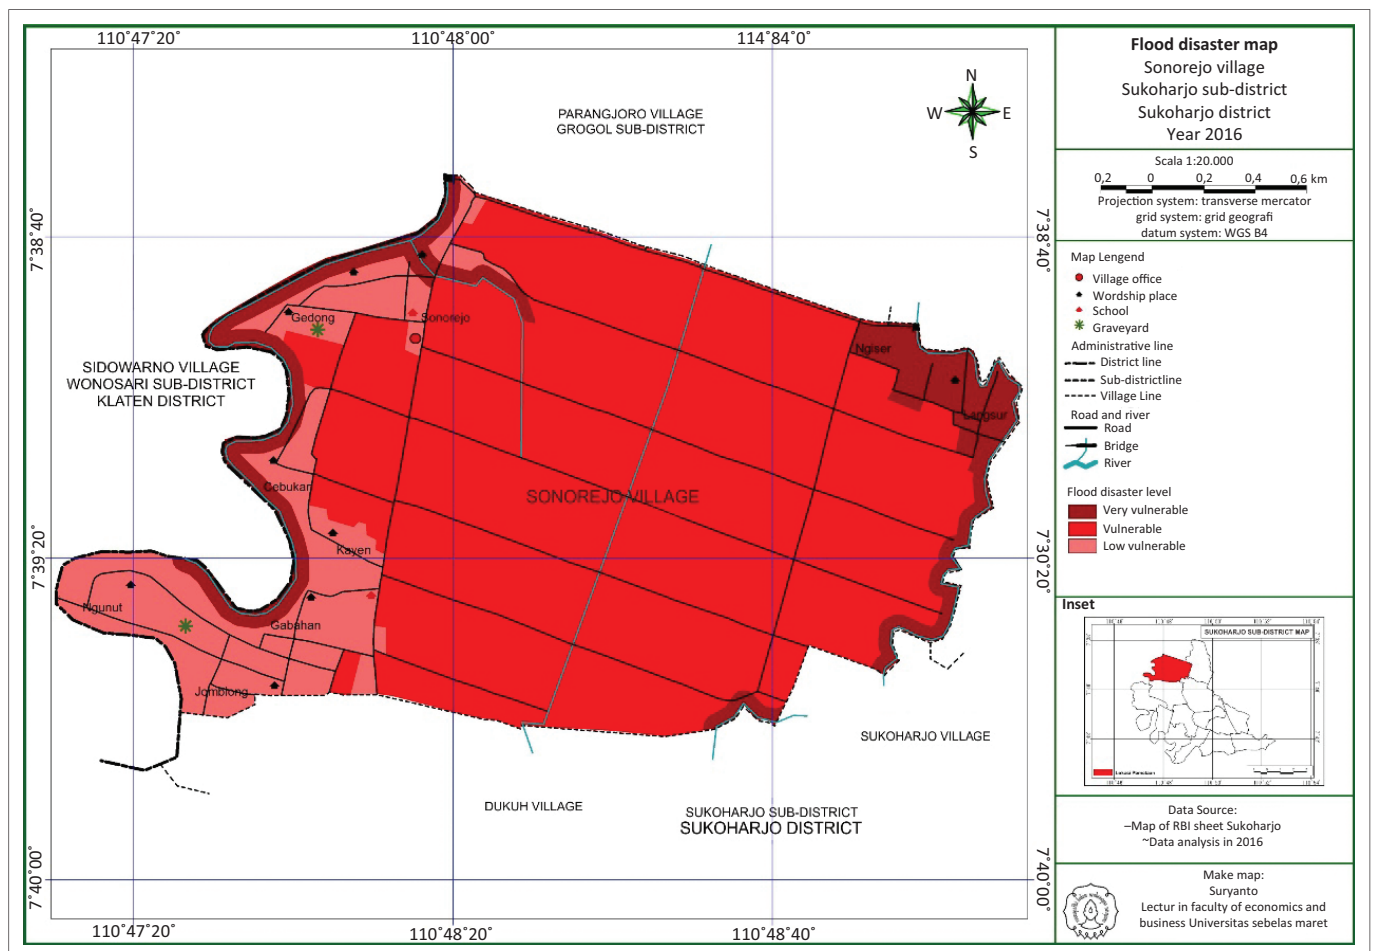 110°47'20°
110°48°00°
114°84'0°
N
W
E
S
PARANGJORO VILLAGE
GROGOL SUB-DISTRICT
7°38'40°
7°38'40°
Gedong
Sonorejo
Ngiser
Langsur
SIDOWARNO VILLAGE
WONOSARI SUB-DISTRICT
KLATEN DISTRICT
Cebukan
SONOREJO VILLAGE
Kayen
7°39°20°
7°30'20°
Ngunut
Gabahan
Jomblong
SUKOHARJO VILLAGE
DUKUH VILLAGE
SUKOHARJO SUB-DISTRICT
SUKOHARJO DISTRICT
7°40°00°
7°40°00°
110°47'20°
110°48°20°
110°48°40°
Flood disaster map
Sonorejo village
Sukoharjo sub-district
Sukoharjo district
Year 2016
Scala 1:20.000
0,2 0 0,2 0,4 0,6 km
Projection system: transverse mercator
grid system: grid geografi
datum system: WGS B4
Map Lengend
Village office
Wordship place
School
Graveyard
Administrative line
District line
Sub-districtline
Village Line
Road and river
Road
Bridge
River
Flood disaster level
Very vulnerable
Vulnerable
Low vulnerable
Inset
SUKOHARJO SUB-DISTRICT MAP
Data Source:
–Map of RBI sheet Sukoharjo
~Data analysis in 2016
Make map:
Suryanto
Lectur in faculty of economics and
business Universitas sebelas maret